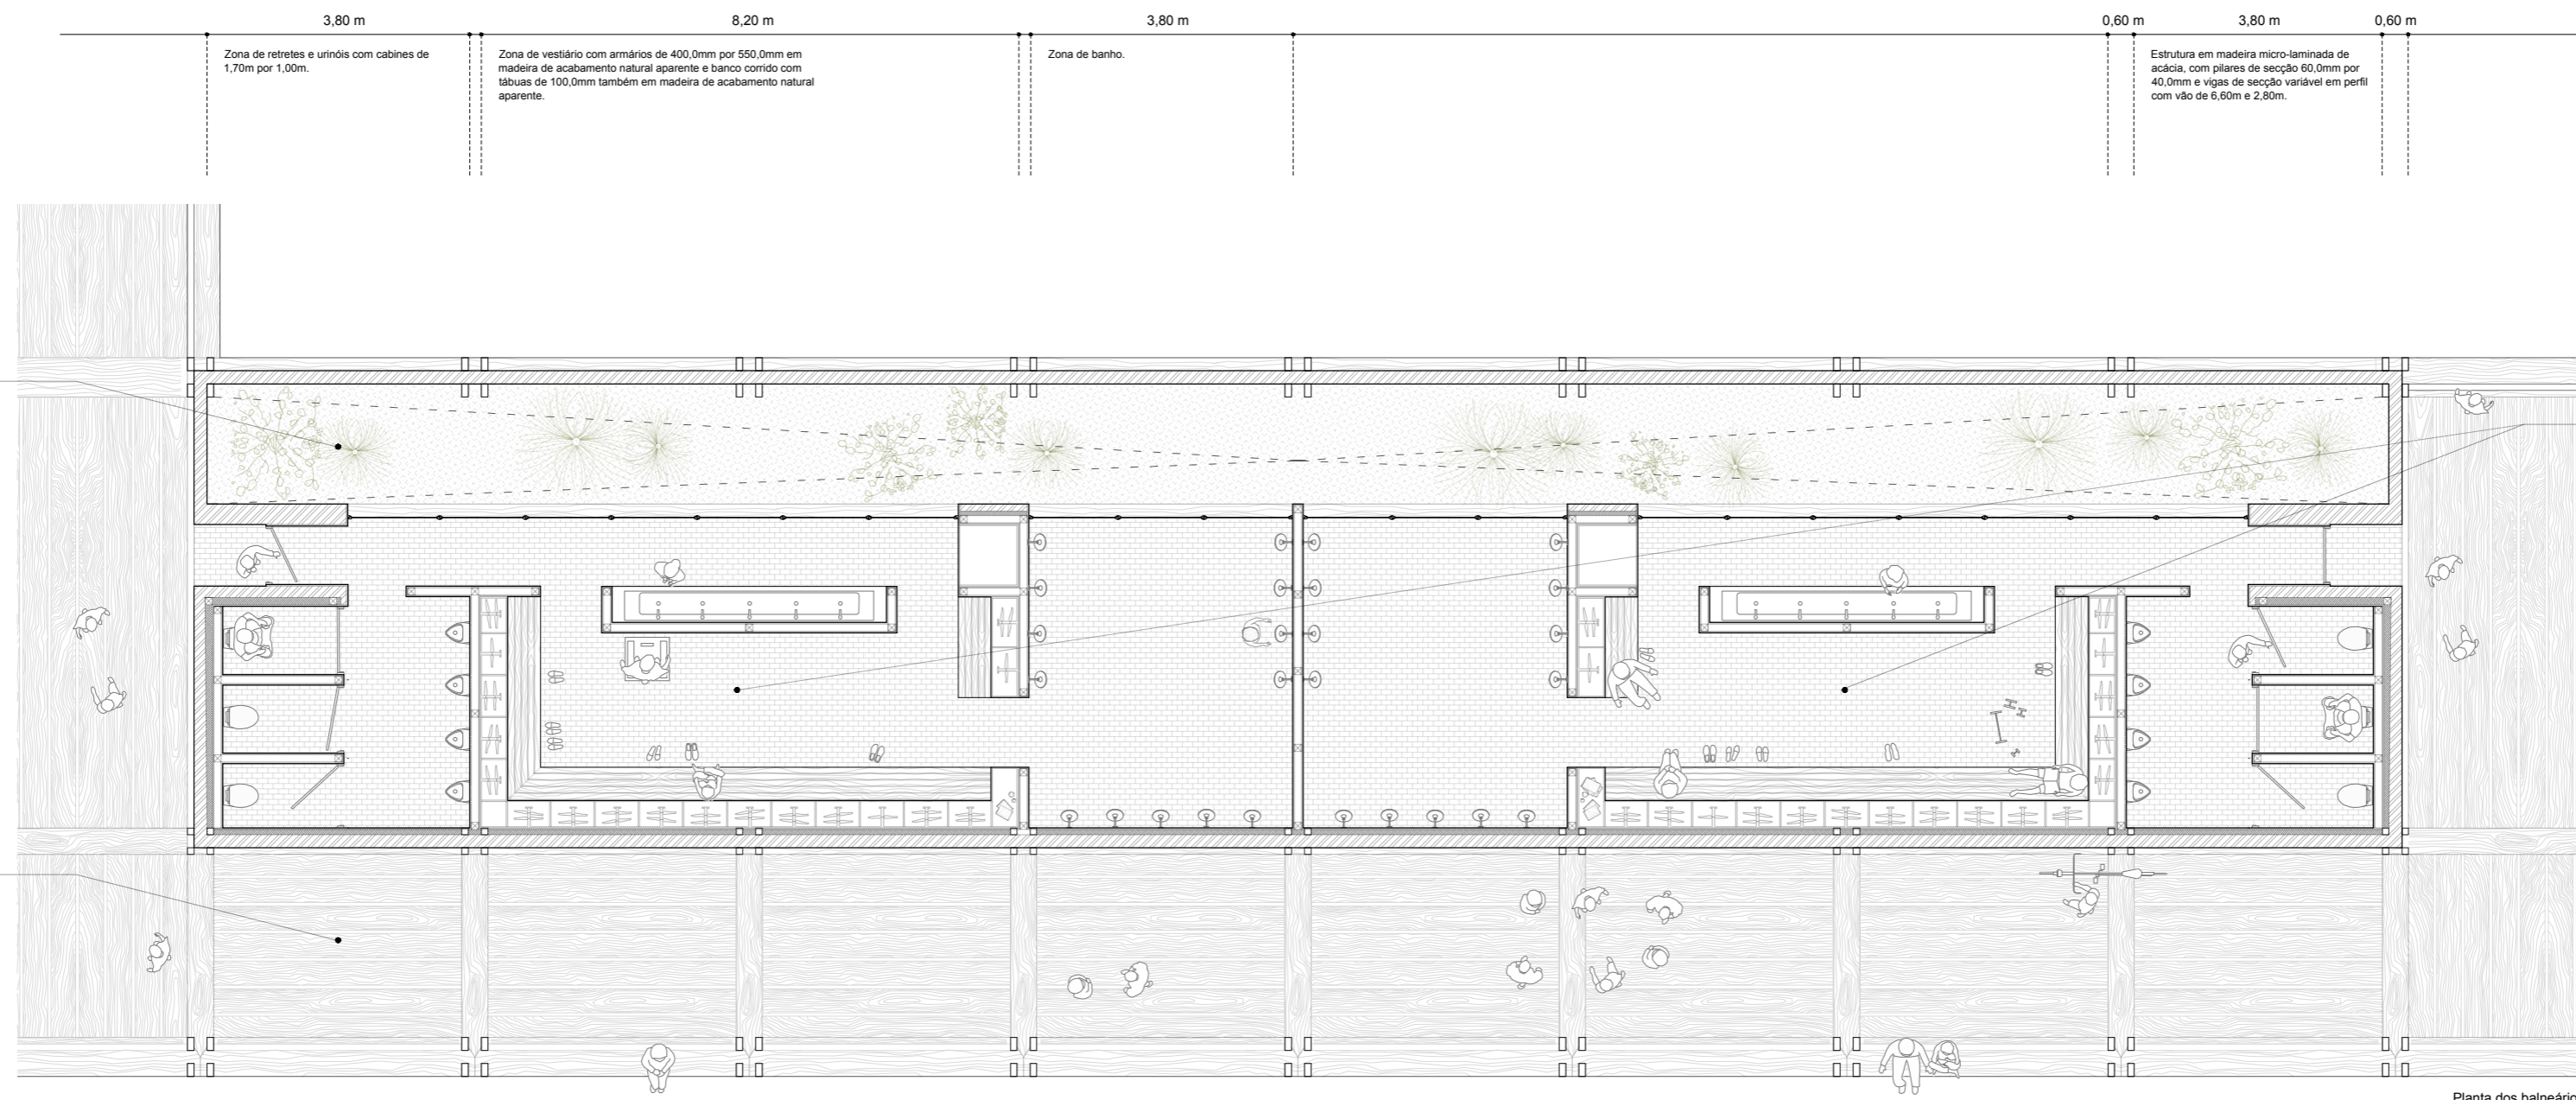 3,80 m
8,20 m
3,80 m
0,60 m
3,80 m
0,60 m
Zona de retretes e urinóis com cabines de
1,70m por 1,00m.
Zona de vestiário com armários de 400,0mm por 550,0mm em
madeira de acabamento natural aparente e banco corrido com
tábuas de 100,0mm também em madeira de acabamento natural
aparente.
Zona de banho.
Estrutura em madeira micro-laminada de
acácia, com pilares de secção 60,0mm por
40,0mm e vigas de secção variável em perfil
com vão de 6,60m e 2,80m.
Planta dos balneário